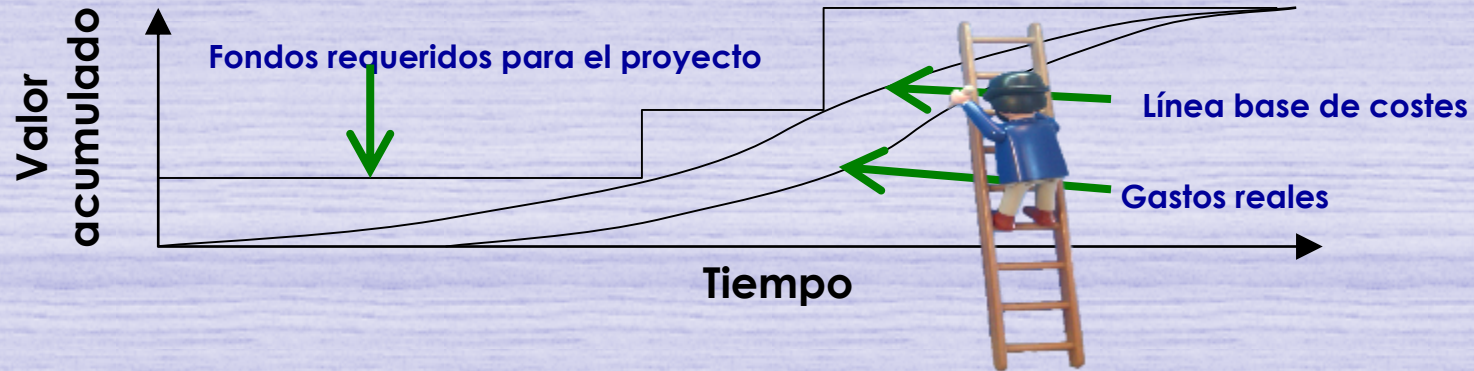 Valor
acumulado
Fondos requeridos para el proyecto
Línea base de costes
Gastos reales
Tiempo